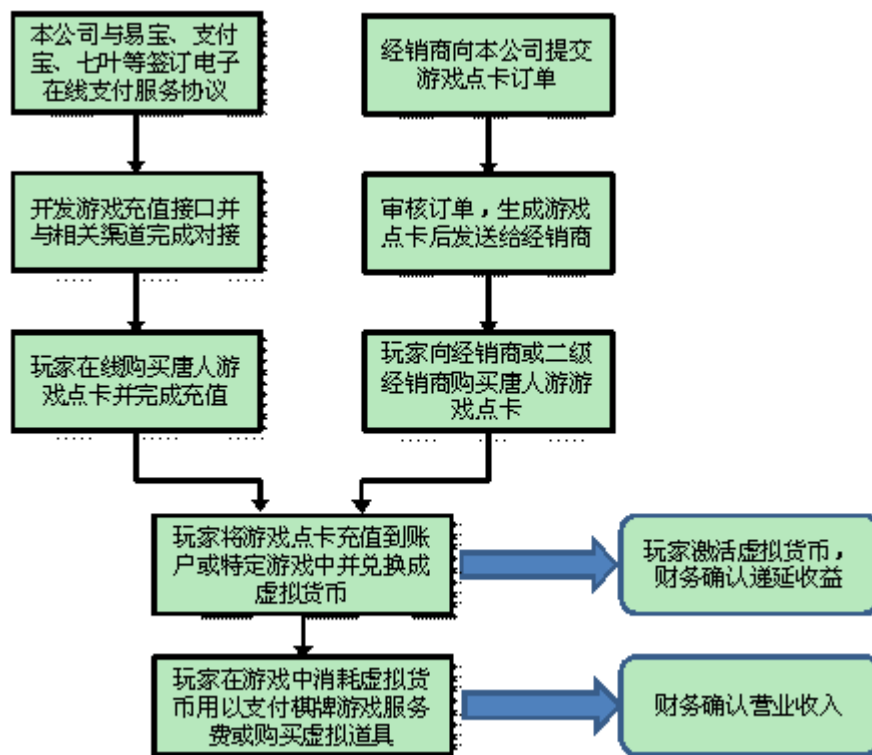 本公司与易宝、支付
宝、七叶等签订电子
在线支付服务协议
经销商向本公司提交
游戏点卡订单
开发游戏充值接口并
与相关渠道完成对接
审核订单，生成游戏
点卡后发送给经销商
玩家在线购买唐人游
戏点卡并完成充值
玩家向经销商或二级
经销商购买唐人游游
戏点卡
玩家将游戏点卡充值到账
户或特定游戏中并兑换成
虚拟货币
玩家激活虚拟货币，
财务确认递延收益
玩家在游戏中消耗虚拟货
币用以支付棋牌游戏服务
费或购买虚拟道具
财务确认营业收入